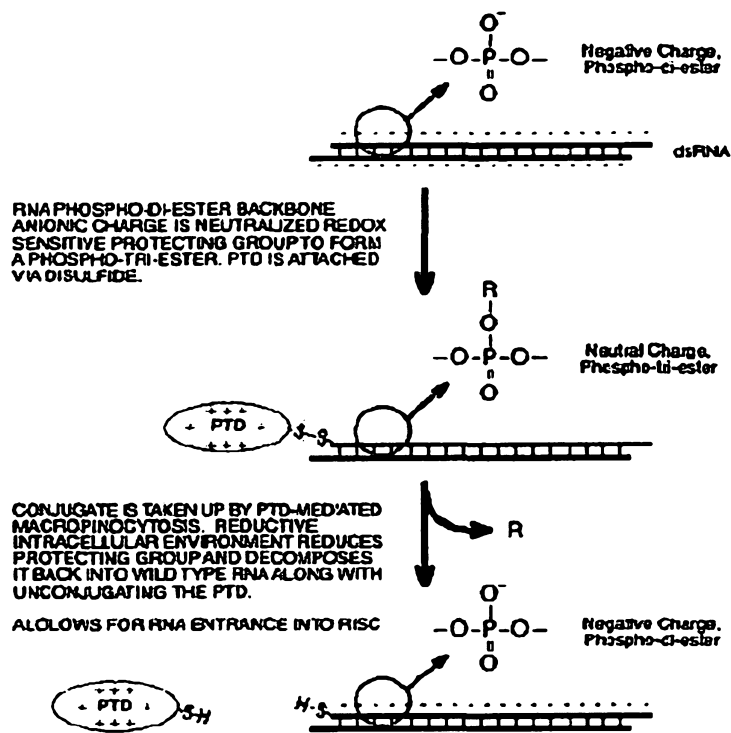 O⁻
-O-P-O-
O
Negative Charge,
Phospho-di-ester
dsRNA
RNA PHOSPHO-DI-ESTER BACKBONE
ANIONIC CHARGE IS NEUTRALIZED REDOX
SENSITIVE PROTECTING GROUP TO FORM
A PHOSPHO-TRI-ESTER. PTD IS ATTACHED
VIA DISULFIDE.
R
O
-O-P-O-
O
Neutral Charge,
Phospho-tri-ester
+++
+ PTD +
+++
S-S
CONJUGATE IS TAKEN UP BY PTD-MEDIATED
MACROPINOCYTOSIS. REDUCTIVE
INTRACELLULAR ENVIRONMENT REDUCES
PROTECTING GROUP AND DECOMPOSES
IT BACK INTO WILD TYPE RNA ALONG WITH
UNCONJUGATING THE PTD.
R
ALOLOWS FOR RNA ENTRANCE INTO RISC
O⁻
-O-P-O-
O
Negative Charge,
Phospho-di-ester
+++
+ PTD +
+++
S-H
H-S